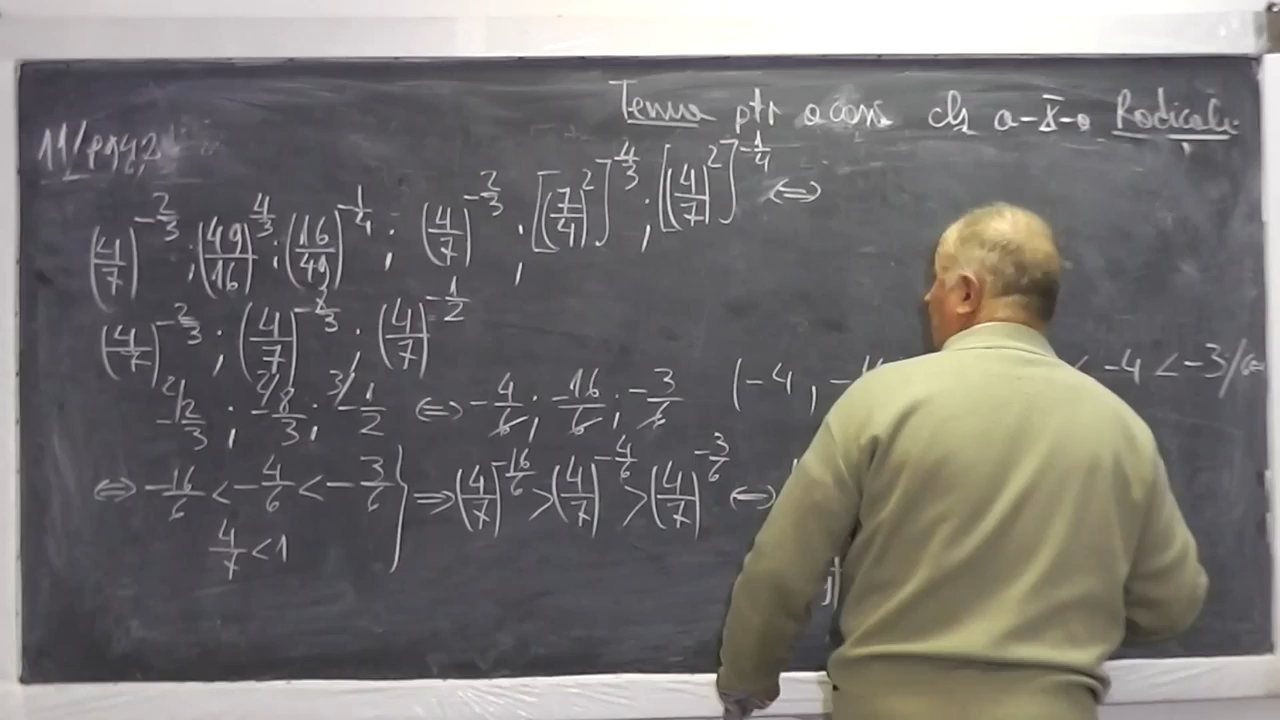 Tema ptr acasă cls a-X-a Radicali
11/pag 2
(4/7)^{-2/3} ; (49/16)^{4/3} ; (16/49)^{-1/4} ; (4/7)^{-2/3} ; [(7/4)^2]^{4/3} ; [(4/7)^2]^{-1/4} ⇔
(4/7)^{-2/3} ; (4/7)^{-8/3} ; (4/7)^{-1/2}
2/ -2/3 ; 2/ -8/3 ; 3/ -1/2 ⇔ -4/6 ; -16/6 ; -3/6 (-4 , < -4 < -3/
⇔ -16/6 < -4/6 < -3/6 } ⇒ (4/7)^{-16/6} > (4/7)^{-4/6} > (4/7)^{-3/6} ⇔
4/7 < 1